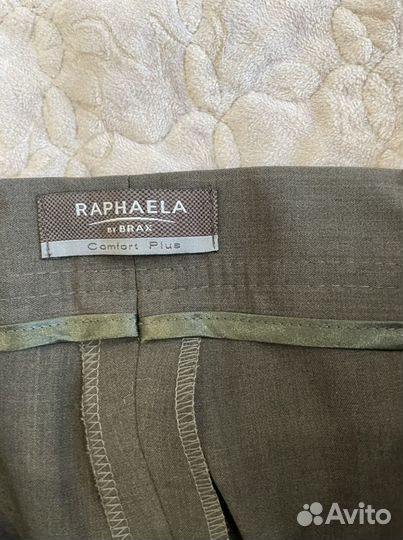 RAPHAELA
BY BRAX
Comfort Plus
Avito